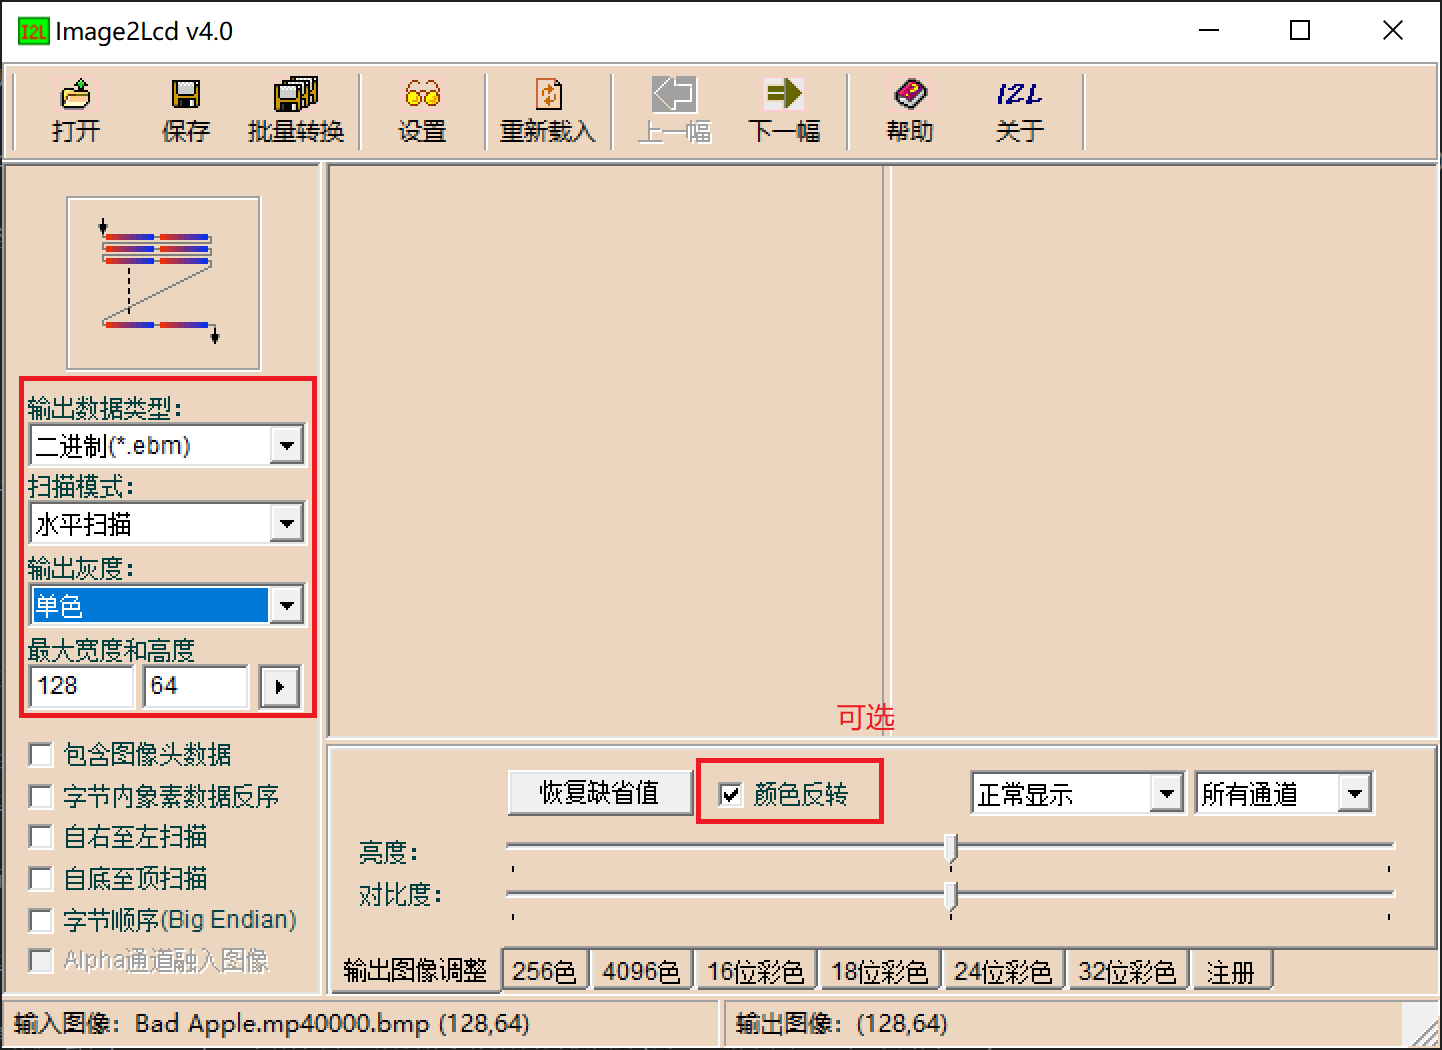 I2L Image2Lcd v4.0
打开 保存 批量转换 设置 重新载入 上一幅 下一幅 帮助 I2L 关于
输出数据类型：
二进制(*.ebm)
扫描模式：
水平扫描
输出灰度：
单色
最大宽度和高度
128 64
包含图像头数据
字节内象素数据反序
自右至左扫描
自底至顶扫描
字节顺序(Big Endian)
Alpha通道融入图像
可选
恢复缺省值 颜色反转 正常显示 所有通道
亮度：
对比度：
输出图像调整 256色 4096色 16位彩色 18位彩色 24位彩色 32位彩色 注册
输入图像：Bad Apple.mp40000.bmp (128,64) 输出图像：(128,64)